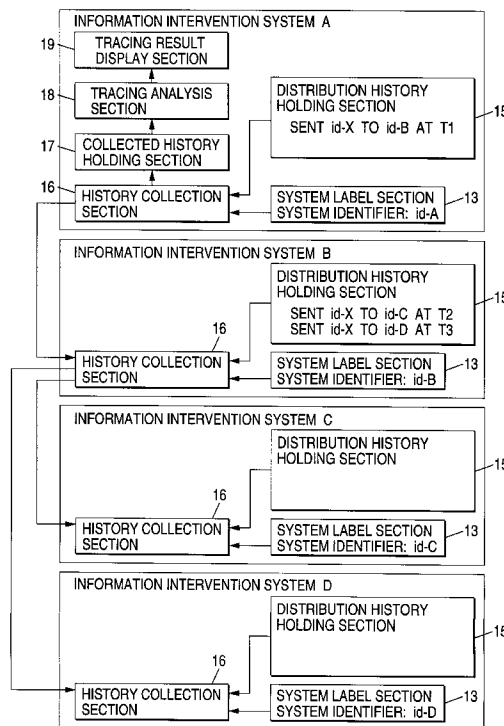 INFORMATION INTERVENTION SYSTEM A
19
TRACING RESULT
DISPLAY SECTION
18
TRACING ANALYSIS
SECTION
17
COLLECTED HISTORY
HOLDING SECTION
16
HISTORY COLLECTION
SECTION
DISTRIBUTION HISTORY
HOLDING SECTION
SENT id-X TO id-B AT T1
15
SYSTEM LABEL SECTION
SYSTEM IDENTIFIER: id-A
13
INFORMATION INTERVENTION SYSTEM B
DISTRIBUTION HISTORY
HOLDING SECTION
SENT id-X TO id-C AT T2
SENT id-X TO id-D AT T3
15
16
HISTORY COLLECTION
SECTION
SYSTEM LABEL SECTION
SYSTEM IDENTIFIER: id-B
13
INFORMATION INTERVENTION SYSTEM C
DISTRIBUTION HISTORY
HOLDING SECTION
15
16
HISTORY COLLECTION
SECTION
SYSTEM LABEL SECTION
SYSTEM IDENTIFIER: id-C
13
INFORMATION INTERVENTION SYSTEM D
DISTRIBUTION HISTORY
HOLDING SECTION
15
16
HISTORY COLLECTION
SECTION
SYSTEM LABEL SECTION
SYSTEM IDENTIFIER: id-D
13